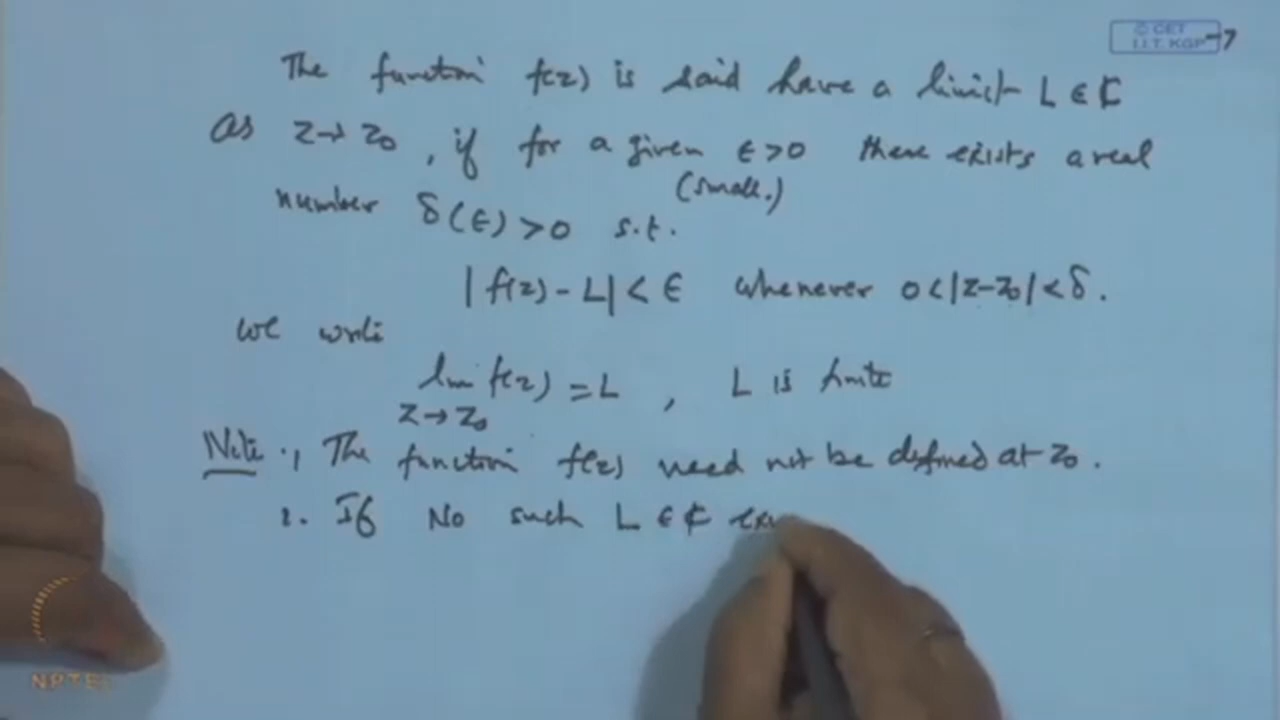 © CET
I.I.T. KGP -7
The function f(z) is said have a limit L ∈ ℂ
as z→z₀, if for a given ε>0 there exists a real
(small.)
number δ(ε)>0 s.t.
|f(z)-L|<ε whenever 0<|z-z₀|<δ.
we write
lim f(z) = L , L is finite
z→z₀
Note ., The function f(z) need not be defined at z₀.
2. If No such L ∈ ℂ ex
NPTEL